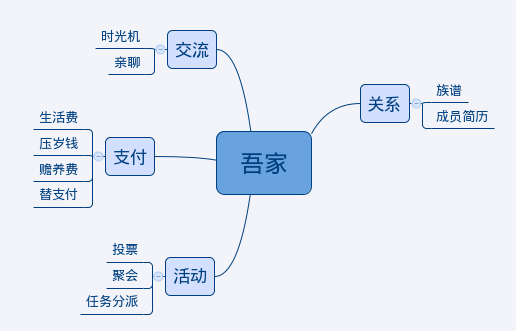 吾家
交流
时光机
亲聊
支付
生活费
压岁钱
赡养费
替支付
活动
投票
聚会
任务分派
关系
族谱
成员简历